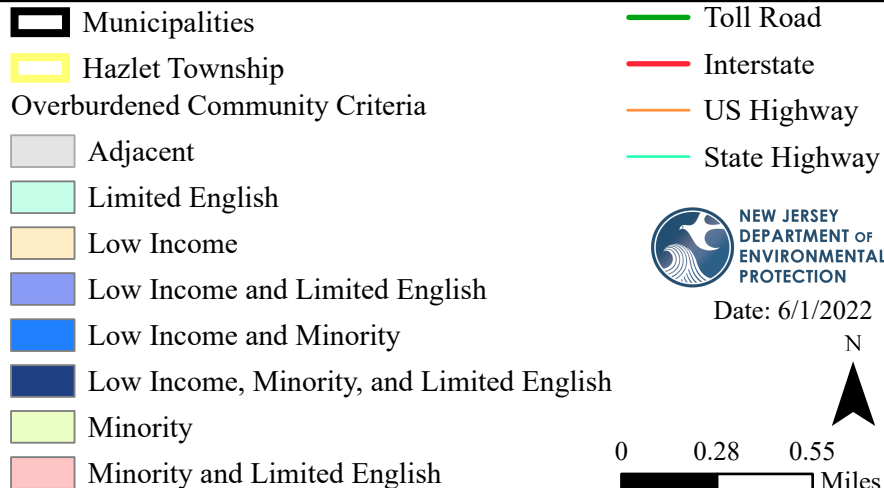 Municipalities
Hazlet Township
Overburdened Community Criteria
Adjacent
Limited English
Low Income
Low Income and Limited English
Low Income and Minority
Low Income, Minority, and Limited English
Minority
Minority and Limited English
Toll Road
Interstate
US Highway
State Highway
NEW JERSEY
DEPARTMENT OF
ENVIRONMENTAL
PROTECTION
Date: 6/1/2022
N
0 0.28 0.55
Miles